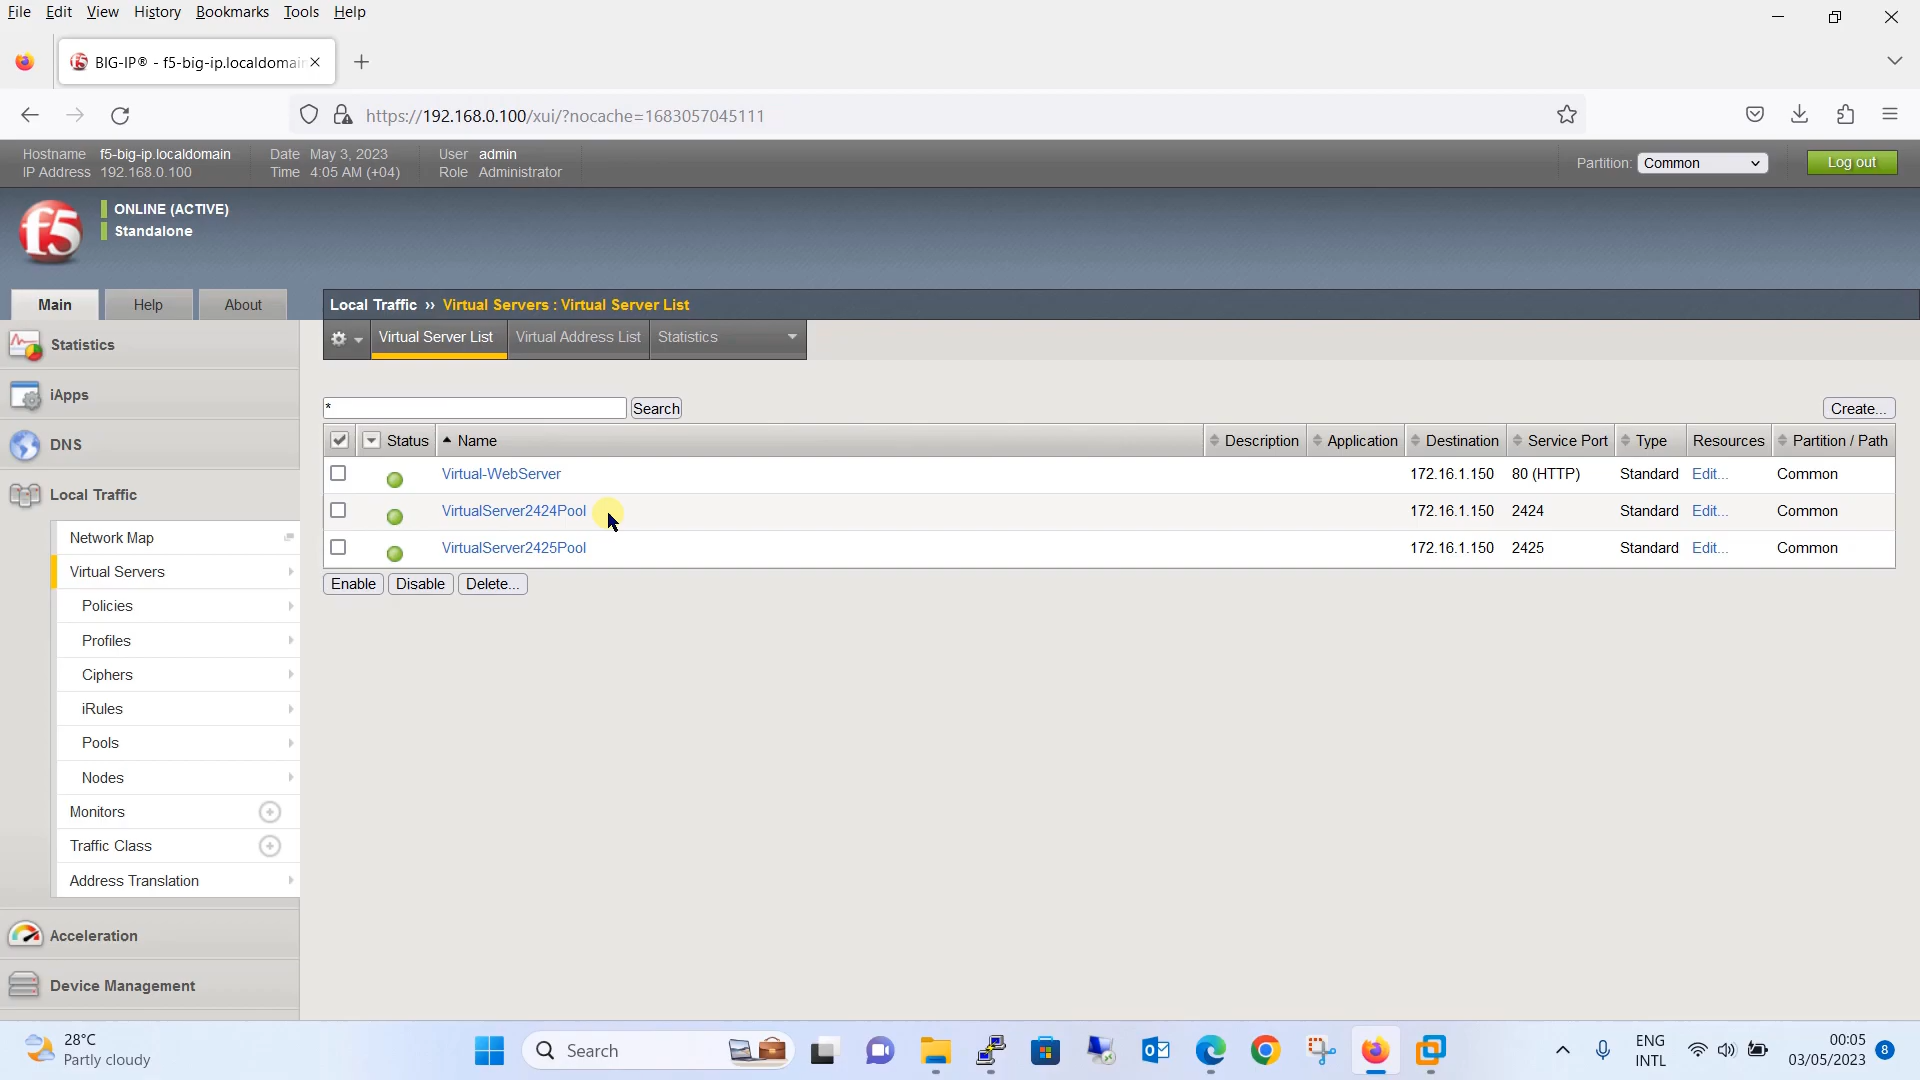 File Edit View History Bookmarks Tools Help
BIG-IP® - f5-big-ip.localdomai
https://192.168.0.100/xui/?nocache=1683057045111
Hostname f5-big-ip.localdomain Date May 3, 2023 User admin
IP Address 192.168.0.100 Time 4:05 AM (+04) Role Administrator
Partition: Common Log out
f5
ONLINE (ACTIVE)
Standalone
Main Help About
Local Traffic ›› Virtual Servers : Virtual Server List
Virtual Server List Virtual Address List Statistics
Statistics
iApps
DNS
Local Traffic
Network Map
Virtual Servers
Policies
Profiles
Ciphers
iRules
Pools
Nodes
Monitors
Traffic Class
Address Translation
Acceleration
Device Management
* Search Create...
Status Name Description Application Destination Service Port Type Resources Partition / Path
Virtual-WebServer 172.16.1.150 80 (HTTP) Standard Edit... Common
VirtualServer2424Pool 172.16.1.150 2424 Standard Edit... Common
VirtualServer2425Pool 172.16.1.150 2425 Standard Edit... Common
Enable Disable Delete...
28°C
Partly cloudy
Search
ENG
INTL
00:05
03/05/2023
8